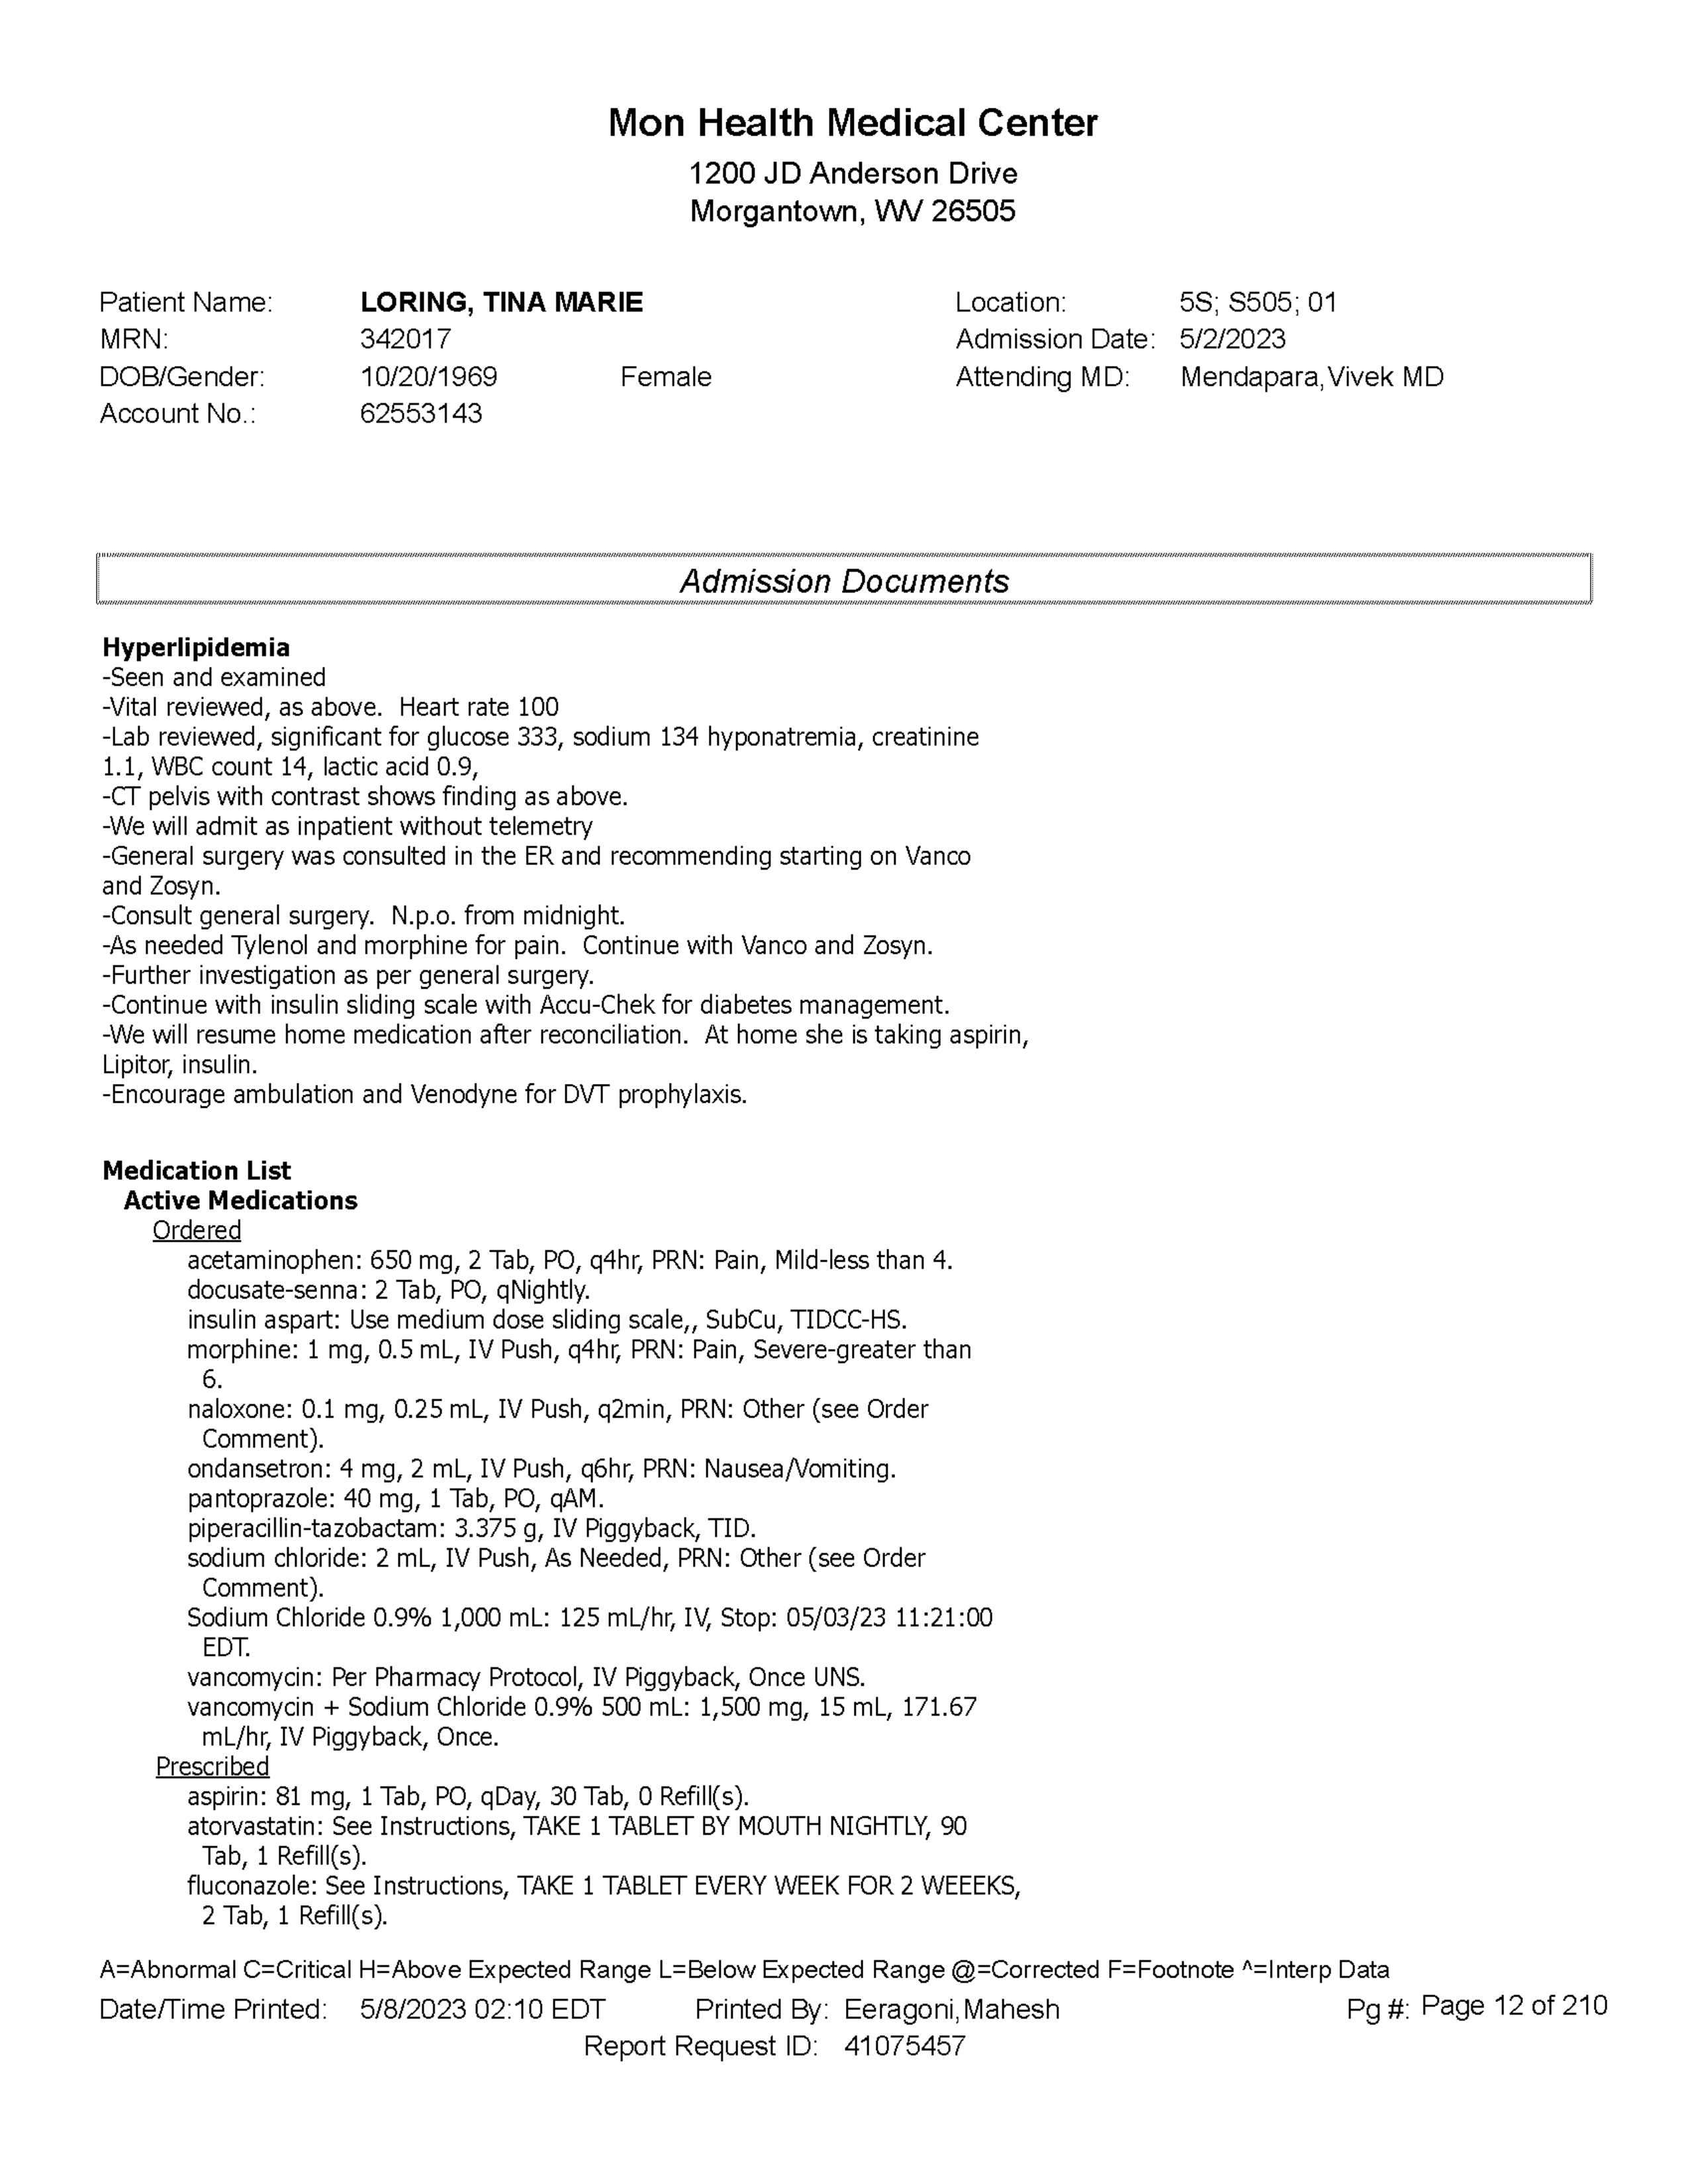 Mon Health Medical Center
1200 JD Anderson Drive
Morgantown, WV 26505
Patient Name: LORING, TINA MARIE Location: 5S; S505; 01
MRN: 342017 Admission Date: 5/2/2023
DOB/Gender: 10/20/1969 Female Attending MD: Mendapara,Vivek MD
Account No.: 62553143
Admission Documents
Hyperlipidemia
-Seen and examined
-Vital reviewed, as above.  Heart rate 100
-Lab reviewed, significant for glucose 333, sodium 134 hyponatremia, creatinine
1.1, WBC count 14, lactic acid 0.9,
-CT pelvis with contrast shows finding as above.
-We will admit as inpatient without telemetry
-General surgery was consulted in the ER and recommending starting on Vanco
and Zosyn.
-Consult general surgery.  N.p.o. from midnight.
-As needed Tylenol and morphine for pain.  Continue with Vanco and Zosyn.
-Further investigation as per general surgery.
-Continue with insulin sliding scale with Accu-Chek for diabetes management.
-We will resume home medication after reconciliation.  At home she is taking aspirin,
Lipitor, insulin.
-Encourage ambulation and Venodyne for DVT prophylaxis.
Medication List
Active Medications
Ordered
acetaminophen: 650 mg, 2 Tab, PO, q4hr, PRN: Pain, Mild-less than 4.
docusate-senna: 2 Tab, PO, qNightly.
insulin aspart: Use medium dose sliding scale,, SubCu, TIDCC-HS.
morphine: 1 mg, 0.5 mL, IV Push, q4hr, PRN: Pain, Severe-greater than
6.
naloxone: 0.1 mg, 0.25 mL, IV Push, q2min, PRN: Other (see Order
Comment).
ondansetron: 4 mg, 2 mL, IV Push, q6hr, PRN: Nausea/Vomiting.
pantoprazole: 40 mg, 1 Tab, PO, qAM.
piperacillin-tazobactam: 3.375 g, IV Piggyback, TID.
sodium chloride: 2 mL, IV Push, As Needed, PRN: Other (see Order
Comment).
Sodium Chloride 0.9% 1,000 mL: 125 mL/hr, IV, Stop: 05/03/23 11:21:00
EDT.
vancomycin: Per Pharmacy Protocol, IV Piggyback, Once UNS.
vancomycin + Sodium Chloride 0.9% 500 mL: 1,500 mg, 15 mL, 171.67
mL/hr, IV Piggyback, Once.
Prescribed
aspirin: 81 mg, 1 Tab, PO, qDay, 30 Tab, 0 Refill(s).
atorvastatin: See Instructions, TAKE 1 TABLET BY MOUTH NIGHTLY, 90
Tab, 1 Refill(s).
fluconazole: See Instructions, TAKE 1 TABLET EVERY WEEK FOR 2 WEEEKS,
2 Tab, 1 Refill(s).
A=Abnormal C=Critical H=Above Expected Range L=Below Expected Range @=Corrected F=Footnote ^=Interp Data
Date/Time Printed: 5/8/2023 02:10 EDT Printed By: Eeragoni,Mahesh Pg #: Page 12 of 210
Report Request ID: 41075457